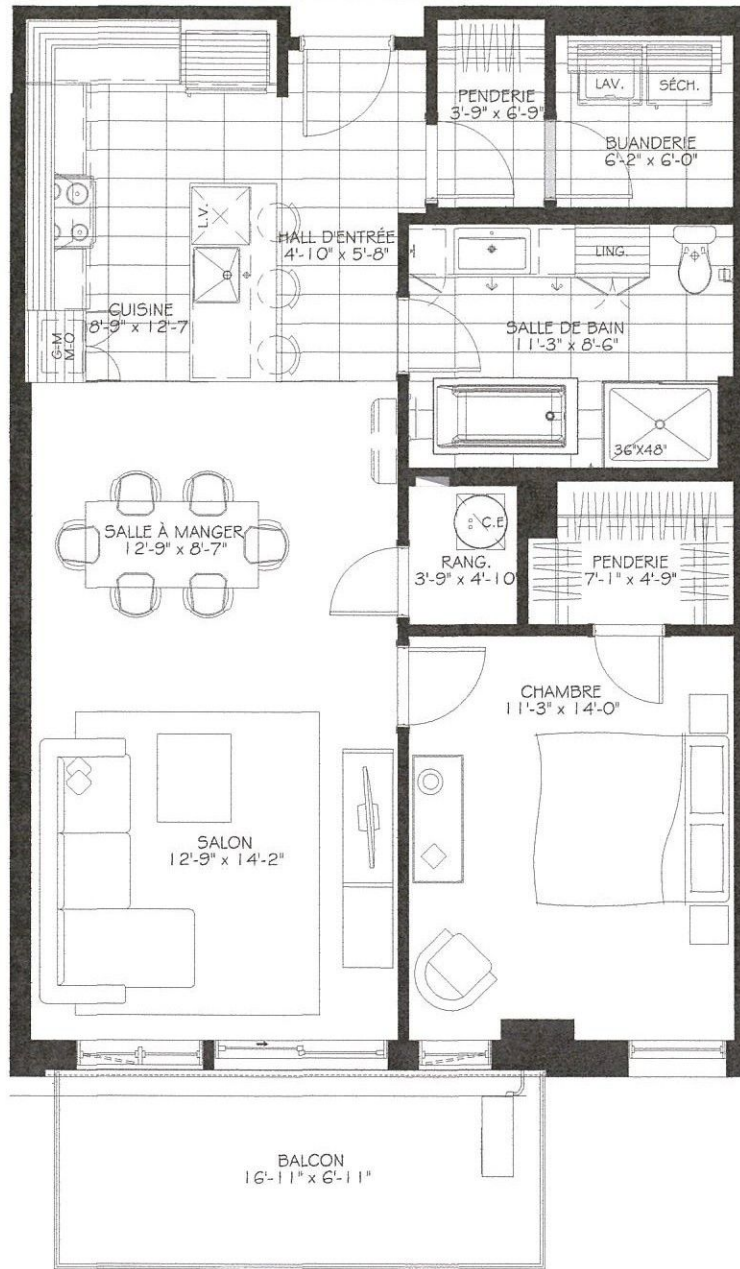 PENDERIE
3'-9" x 6'-9"
LAV.
SÉCH.
BUANDERIE
6'-2" x 6'-0"
L.V.
HALL D'ENTRÉE
4'-10" x 5'-8"
LING.
CUISINE
8'-9" x 12'-7
G-M
M-O
SALLE DE BAIN
11'-3" x 8'-6"
36"X48"
SALLE À MANGER
12'-9" x 8'-7"
C.E
RANG.
3'-9" x 4'-10"
PENDERIE
7'-1" x 4'-9"
CHAMBRE
11'-3" x 14'-0"
SALON
12'-9" x 14'-2"
BALCON
16'-11" x 6'-11"